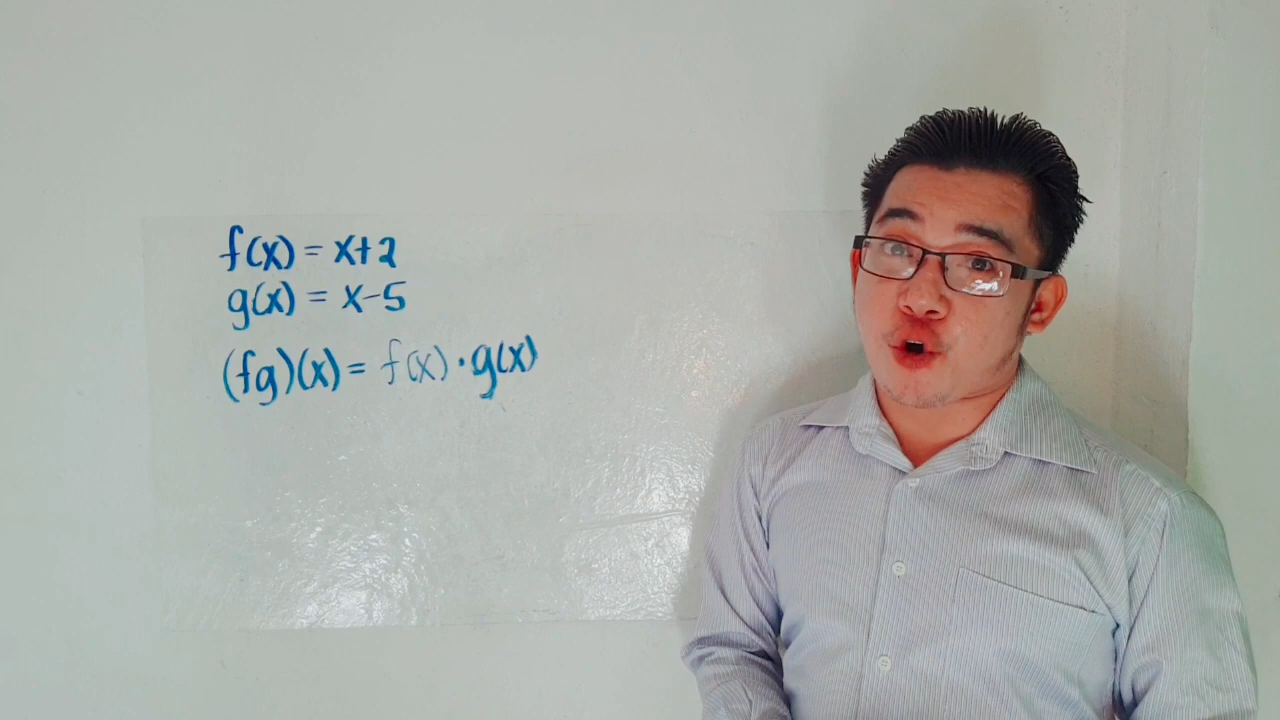 f(x) = x+2
g(x) = x-5
(fg)(x) = f(x) · g(x)